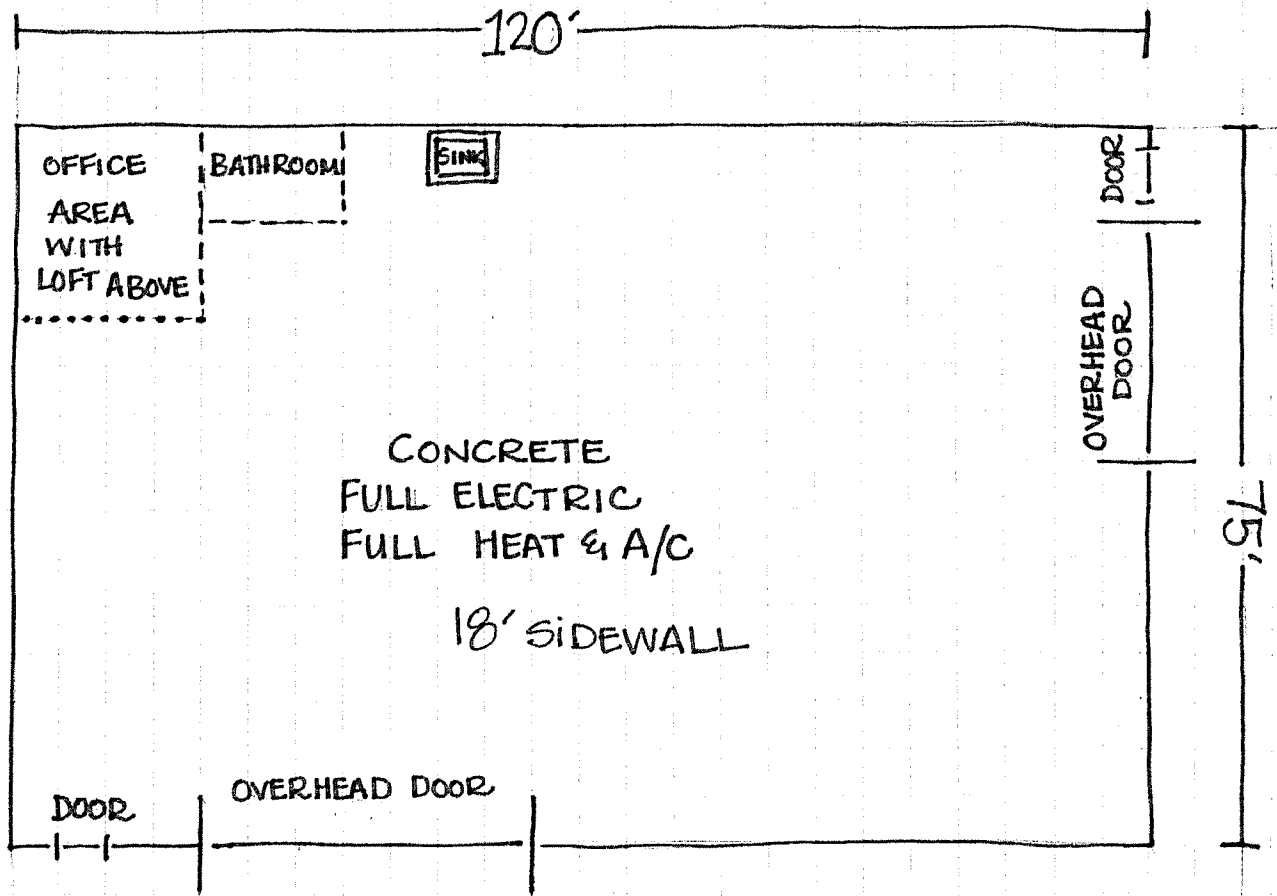 120'
OFFICE
AREA
WITH
LOFT ABOVE
BATHROOM
SINK
DOOR
OVERHEAD
DOOR
75'
CONCRETE
FULL ELECTRIC
FULL HEAT & A/C
18' SiDEWALL
DOOR
OVERHEAD DOOR